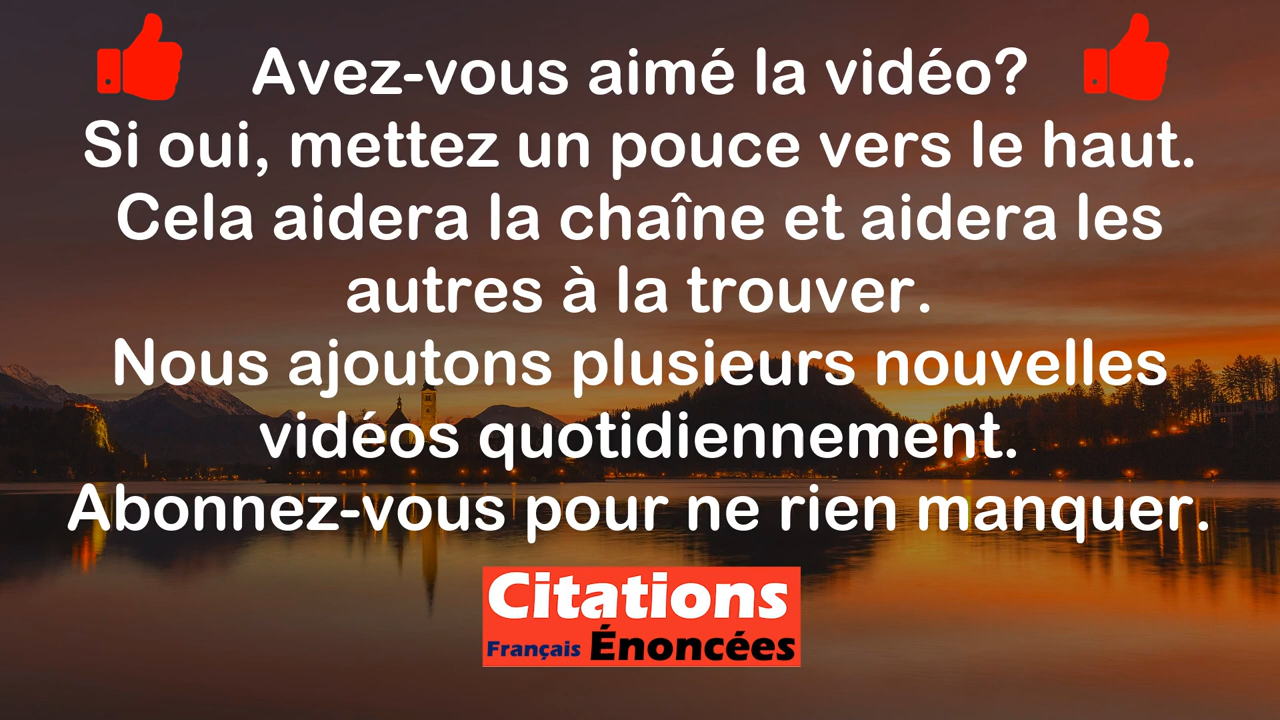 Avez-vous aimé la vidéo?
Si oui, mettez un pouce vers le haut.
Cela aidera la chaîne et aidera les
autres à la trouver.
Nous ajoutons plusieurs nouvelles
vidéos quotidiennement.
Abonnez-vous pour ne rien manquer.
Citations
Français Énoncées